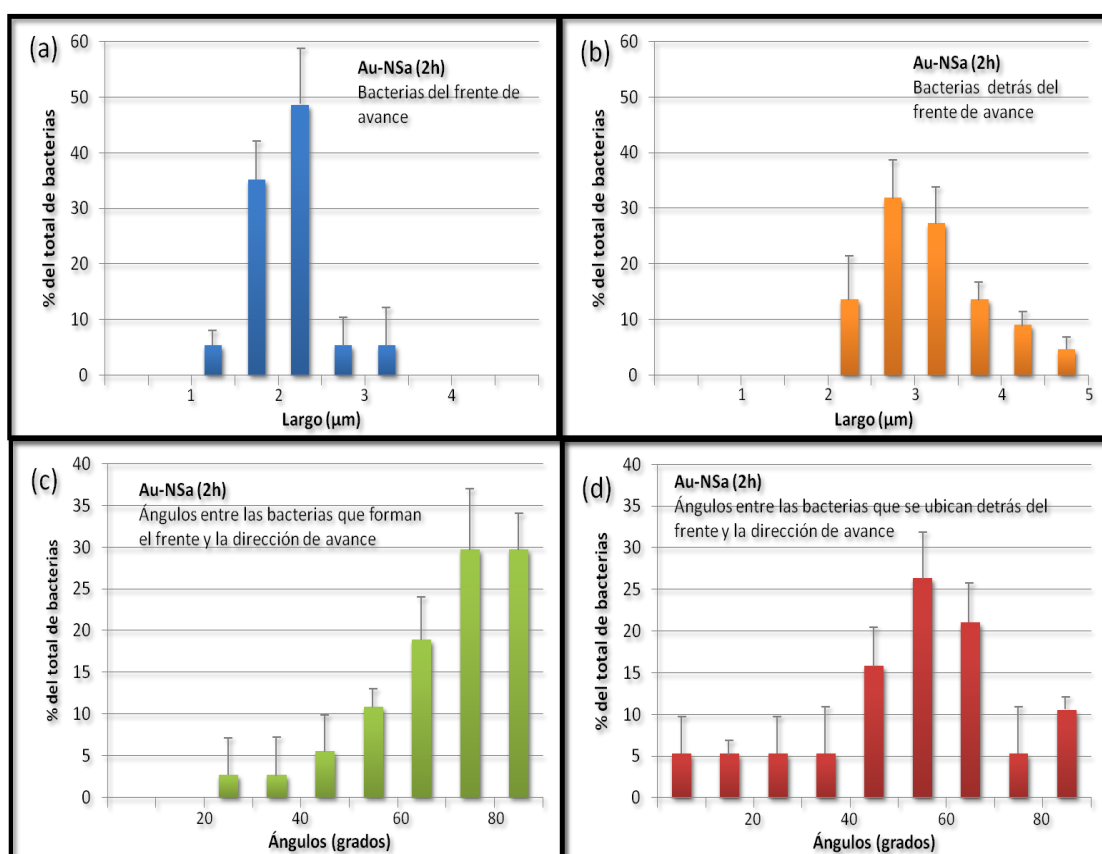 (a)
Au-NSa (2h)
Bacterias del frente de
avance
% del total de bacterias
60
50
40
30
20
10
0
1 2 3 4
Largo (µm)
(b)
Au-NSa (2h)
Bacterias detrás del
frente de avance
% del total de bacterias
60
50
40
30
20
10
0
1 2 3 4 5
Largo (µm)
(c)
Au-NSa (2h)
Ángulos entre las bacterias que forman
el frente y la dirección de avance
% del total de bacterias
40
35
30
25
20
15
10
5
0
20 40 60 80
Ángulos (grados)
(d)
Au-NSa (2h)
Ángulos entre las bacterias que se ubican detrás del
frente y la dirección de avance
% del total de bacterias
40
35
30
25
20
15
10
5
0
20 40 60 80
Ángulos (grados)